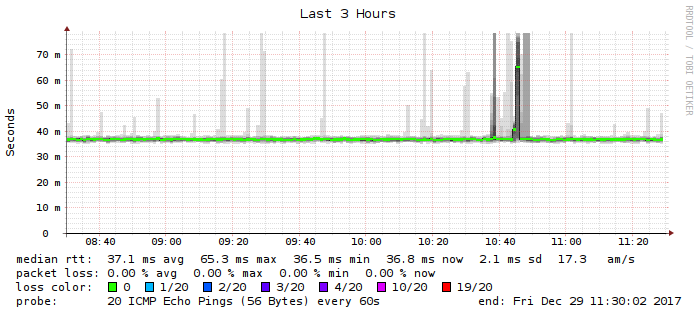 Last 3 Hours
RRDTOOL / TOBI OETIKER
Seconds
70 m
60 m
50 m
40 m
30 m
20 m
10 m
0
08:40 09:00 09:20 09:40 10:00 10:20 10:40 11:00 11:20
median rtt: 37.1 ms avg 65.3 ms max 36.5 ms min 36.8 ms now 2.1 ms sd 17.3 am/s
packet loss: 0.00 % avg 0.00 % max 0.00 % min 0.00 % now
loss color: 0 1/20 2/20 3/20 4/20 10/20 19/20
probe: 20 ICMP Echo Pings (56 Bytes) every 60s end: Fri Dec 29 11:30:02 2017